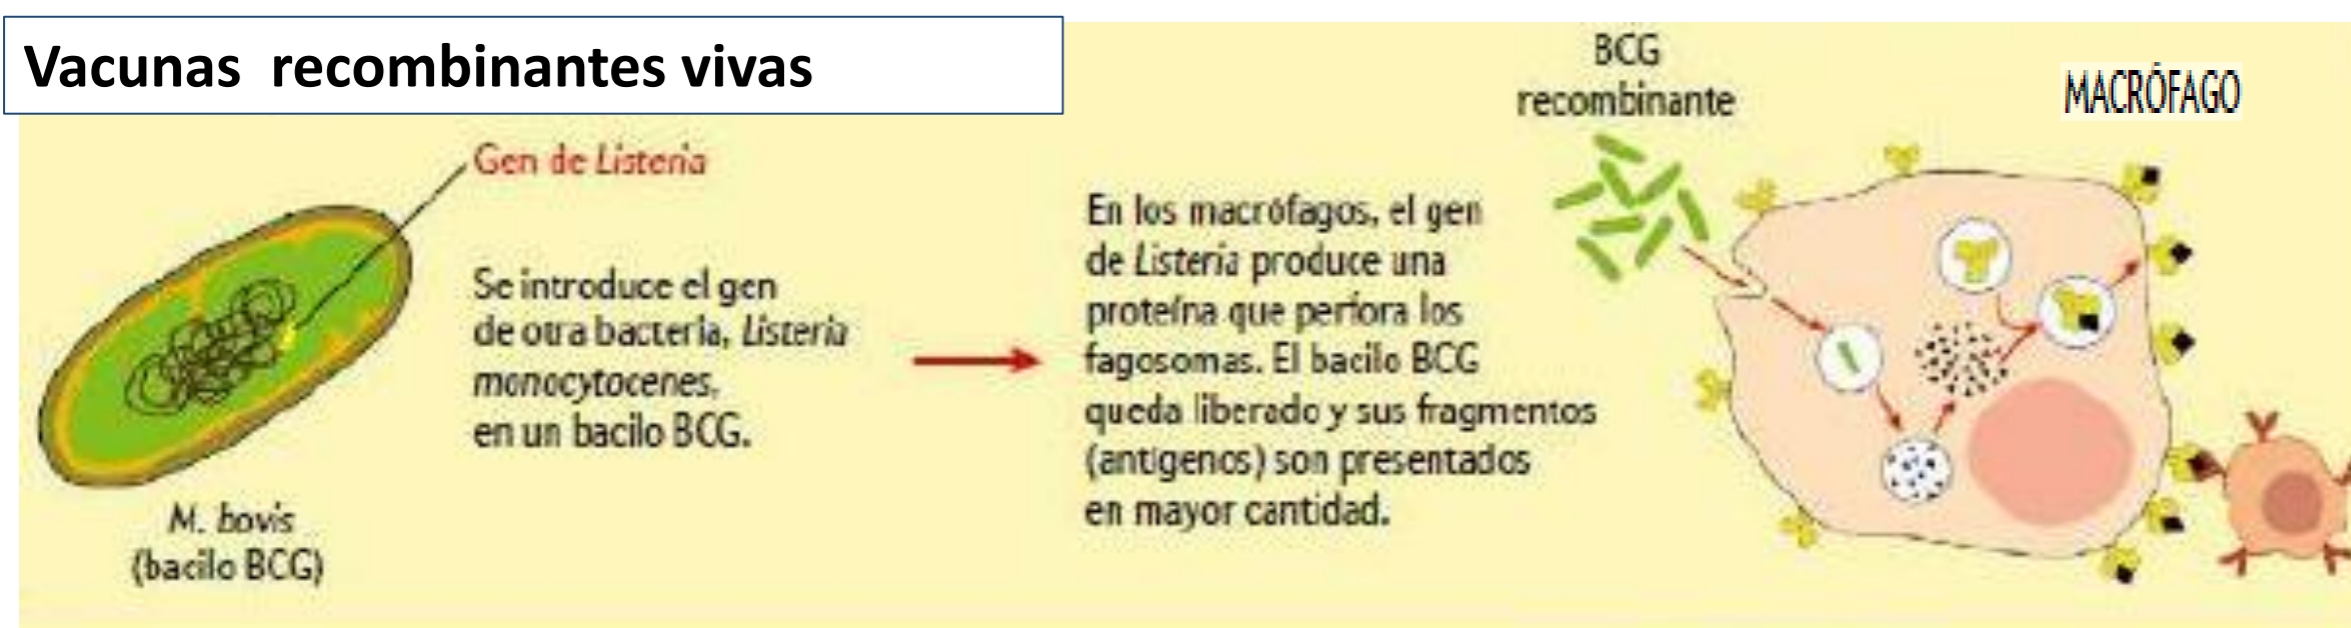 Vacunas recombinantes vivas
Gen de Listeria
Se introduce el gen
de otra bacteria, Listeria
monocytocenes,
en un bacilo BCG.
M. bovis
(bacilo BCG)
En los macrófagos, el gen
de Listeria produce una
proteína que perfora los
fagosomas. El bacilo BCG
queda liberado y sus fragmentos
(antígenos) son presentados
en mayor cantidad.
BCG
recombinante
MACRÓFAGO